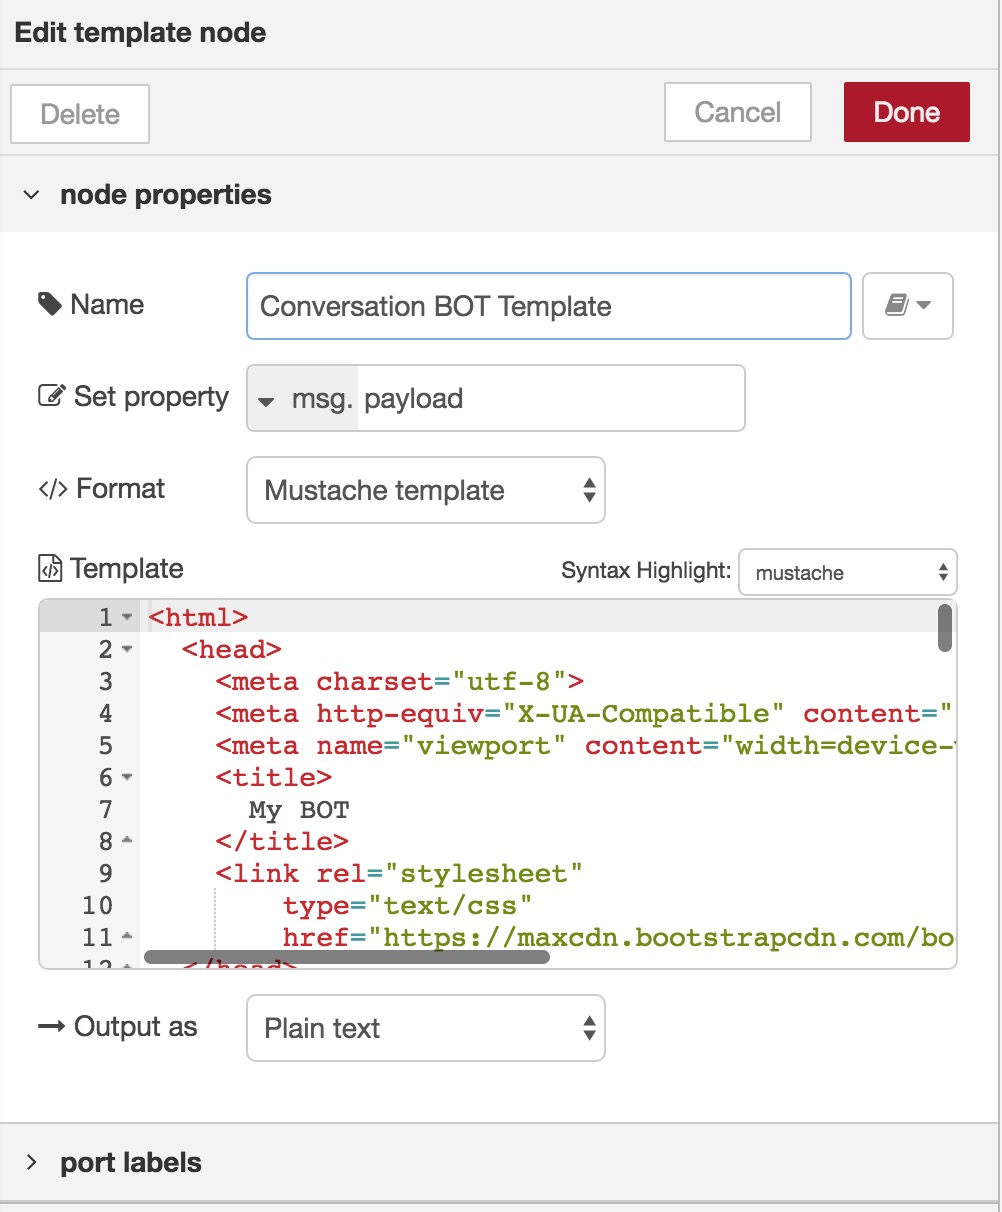 Edit template node
Delete Cancel Done
node properties
Name Conversation BOT Template
Set property msg. payload
</> Format Mustache template
Template Syntax Highlight: mustache
1 <html>
2 <head>
3 <meta charset="utf-8">
4 <meta http-equiv="X-UA-Compatible" content="
5 <meta name="viewport" content="width=device-
6 <title>
7 My BOT
8 </title>
9 <link rel="stylesheet"
10 type="text/css"
11 href="https://maxcdn.bootstrapcdn.com/bo
12 </head>
Output as Plain text
port labels